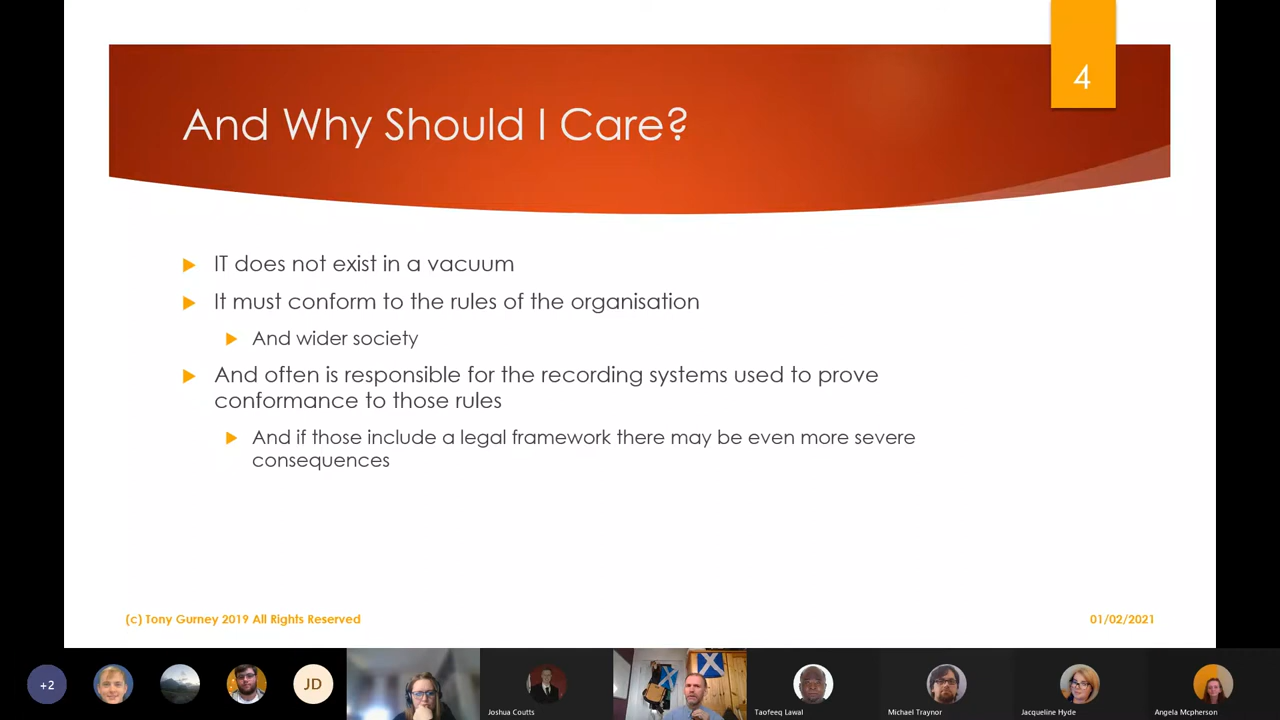 4
And Why Should I Care?
IT does not exist in a vacuum
It must conform to the rules of the organisation
And wider society
And often is responsible for the recording systems used to prove
conformance to those rules
And if those include a legal framework there may be even more severe
consequences
(c) Tony Gurney 2019 All Rights Reserved
01/02/2021
+2
JD
Joshua Coutts
Taofeeq Lawal
Michael Traynor
Jacqueline Hyde
Angela Mcpherson